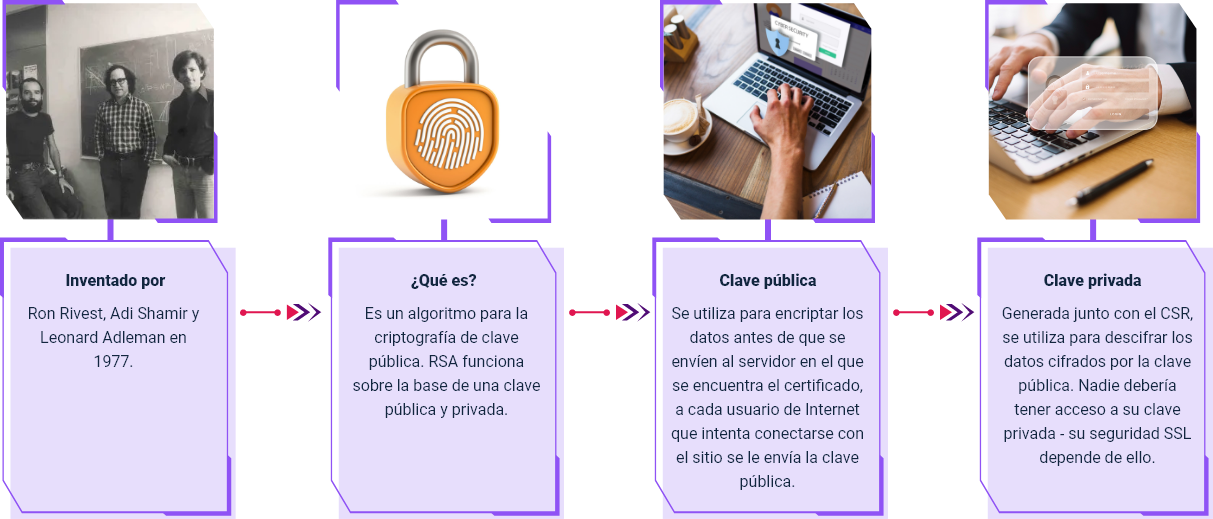 CYBER SECURITY
Inventado por
Ron Rivest, Adi Shamir y
Leonard Adleman en
1977.
¿Qué es?
Es un algoritmo para la
criptografía de clave
pública. RSA funciona
sobre la base de una clave
pública y privada.
Clave pública
Se utiliza para encriptar los
datos antes de que se
envíen al servidor en el que
se encuentra el certificado,
a cada usuario de Internet
que intenta conectarse con
el sitio se le envía la clave
pública.
Clave privada
Generada junto con el CSR,
se utiliza para descifrar los
datos cifrados por la clave
pública. Nadie debería
tener acceso a su clave
privada - su seguridad SSL
depende de ello.